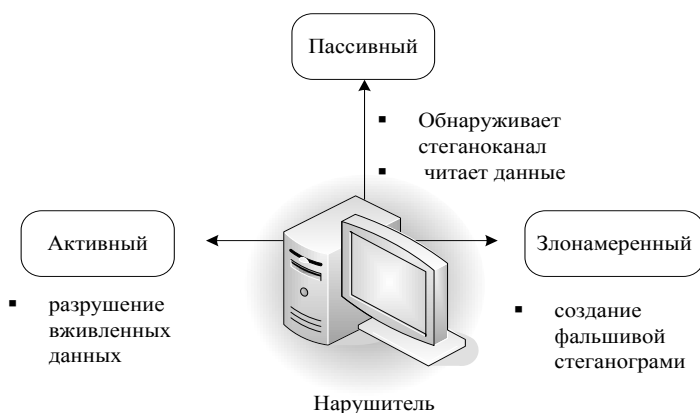 Пассивный
▪ Обнаруживает
стеганоканал
▪ читает данные
Активный
Злонамеренный
▪ разрушение
вживленных
данных
▪ создание
фальшивой
стеганограми
Нарушитель